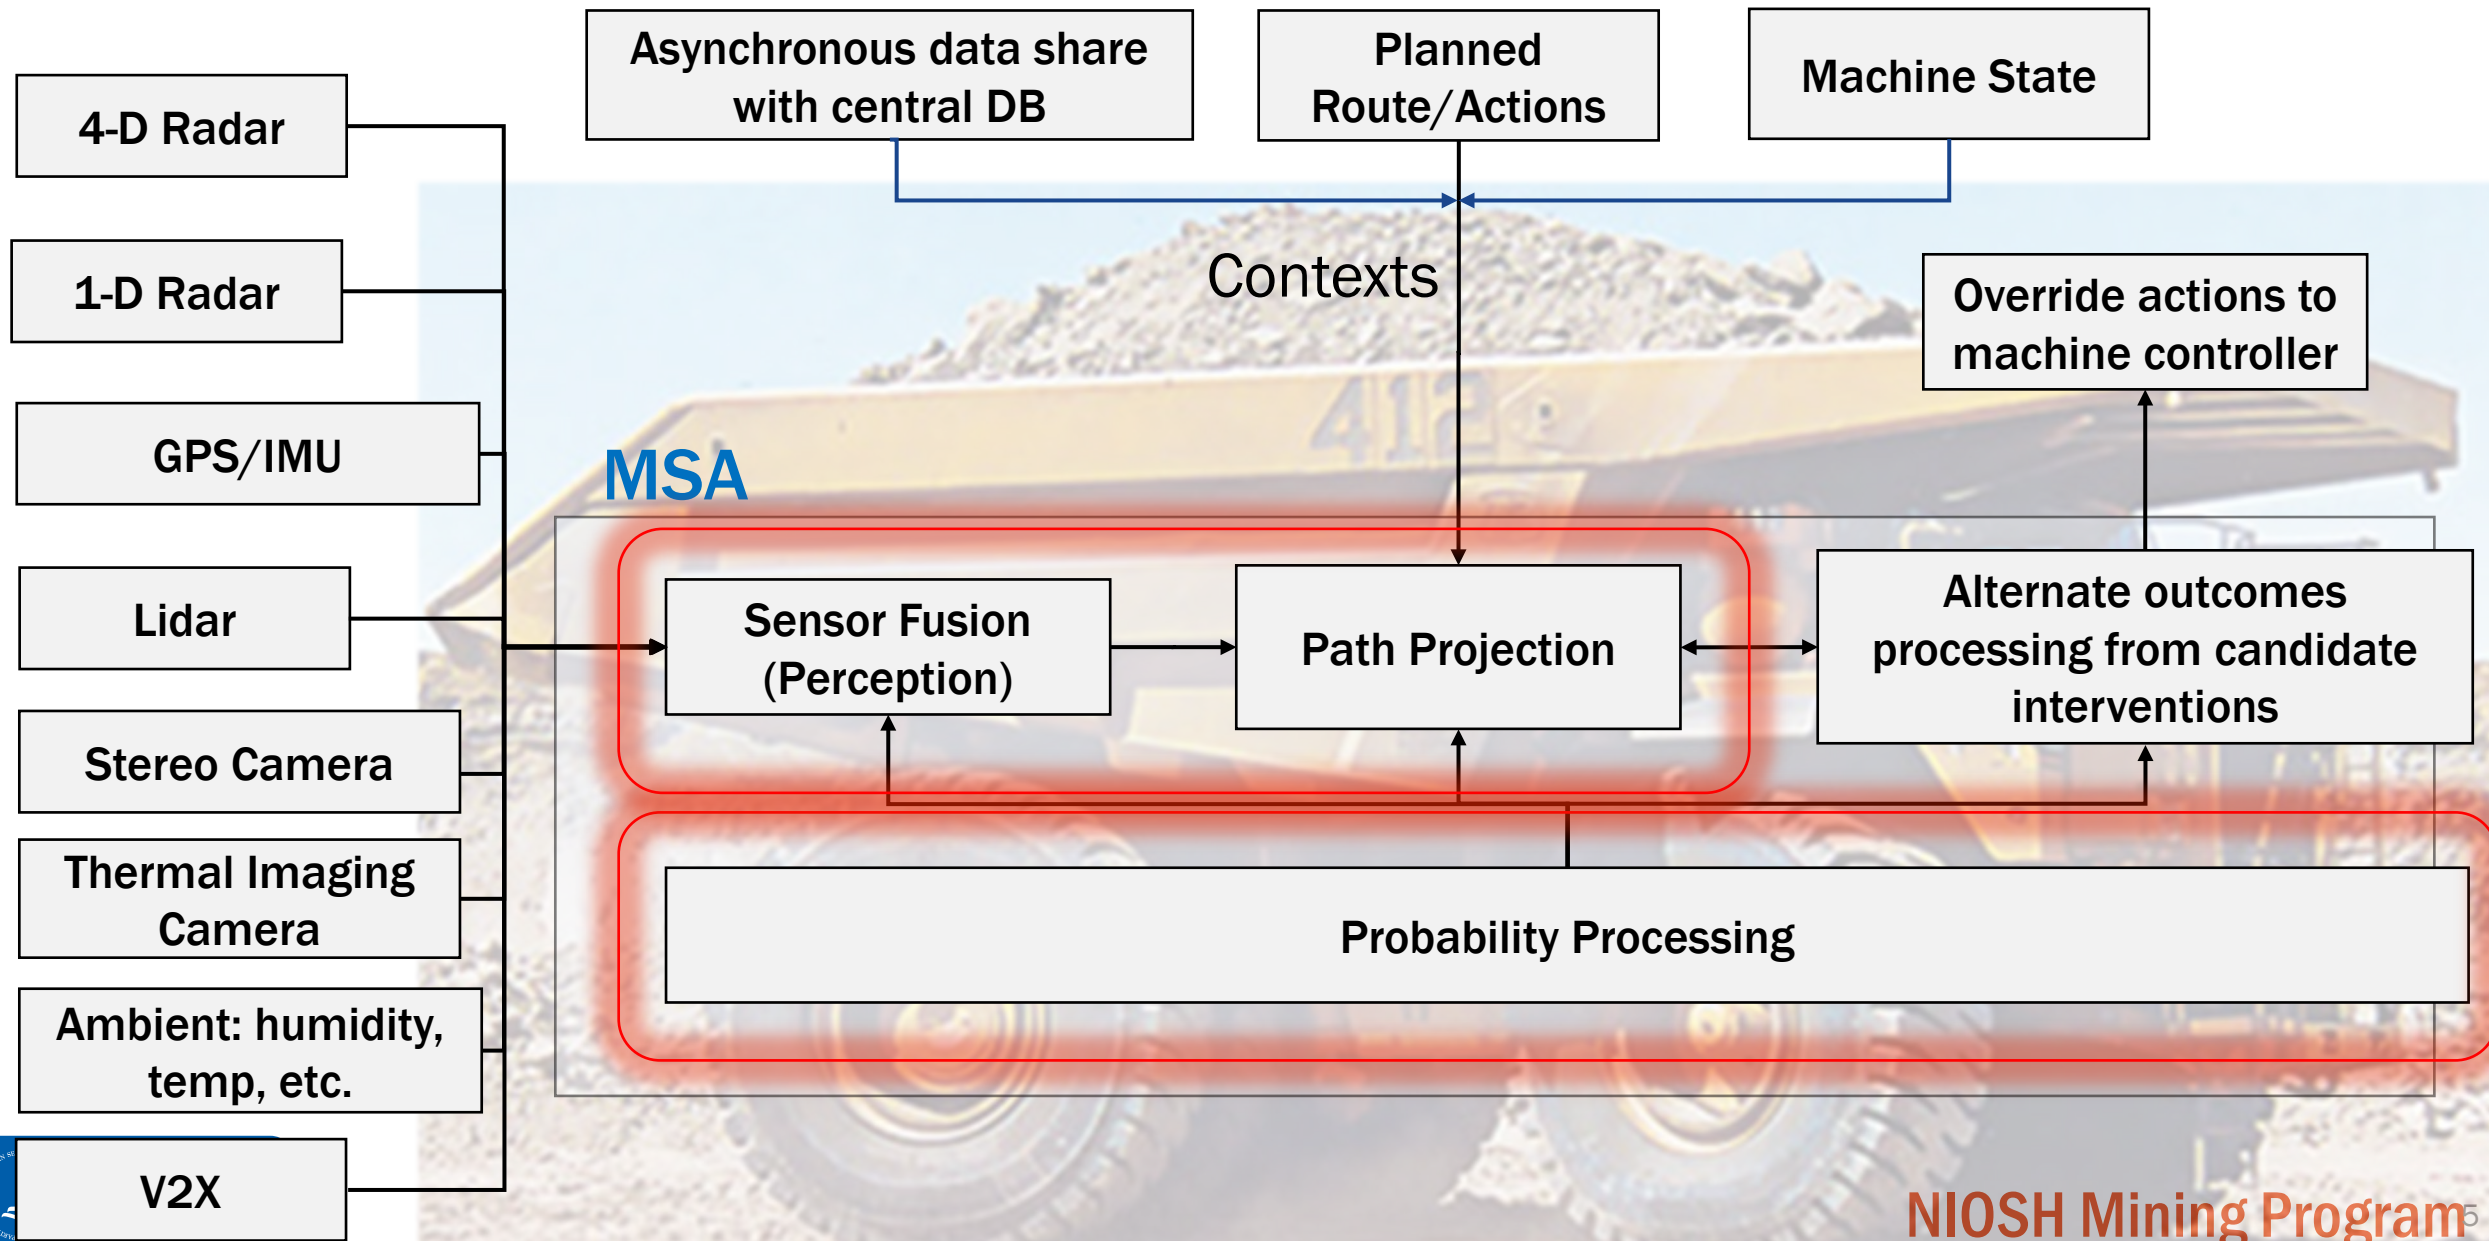 Asynchronous data share
with central DB
Planned
Route/Actions
Machine State
4-D Radar
1-D Radar
GPS/IMU
Lidar
Stereo Camera
Thermal Imaging
Camera
Ambient: humidity,
temp, etc.
V2X
Contexts
412
Override actions to
machine controller
MSA
Sensor Fusion
(Perception)
Path Projection
Alternate outcomes
processing from candidate
interventions
Probability Processing
NIOSH Mining Program
5